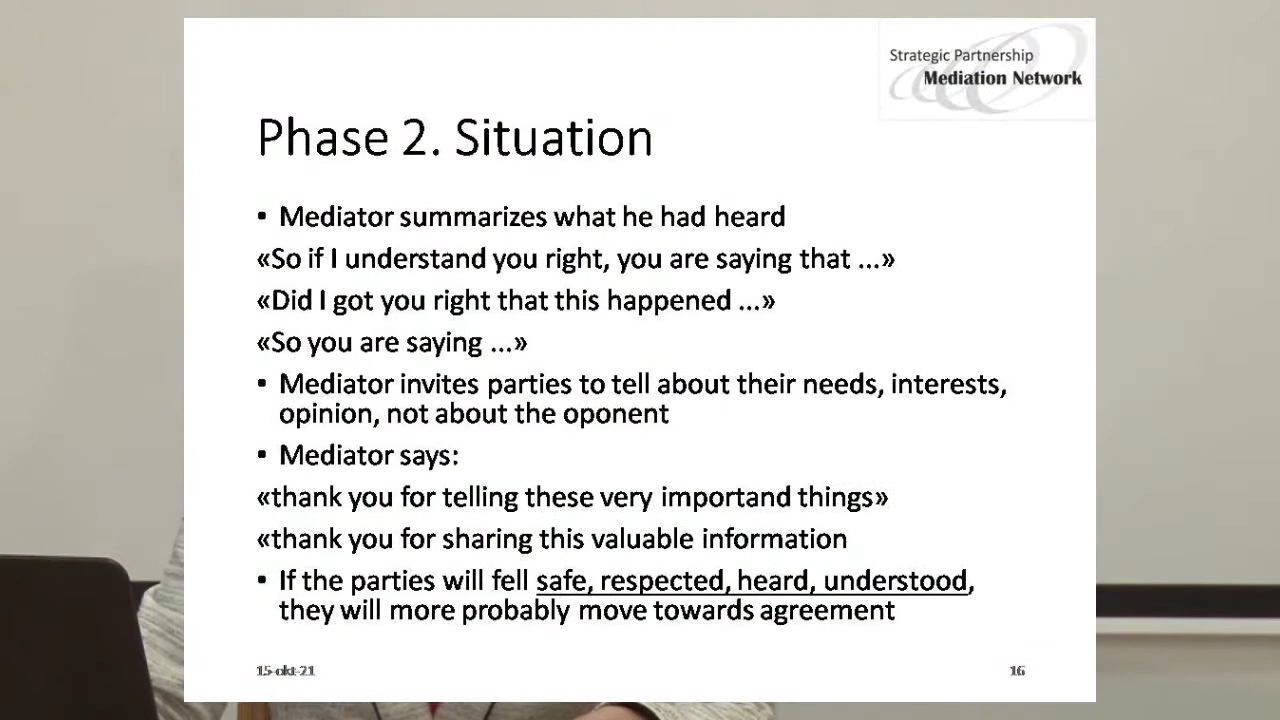 Strategic Partnership
Mediation Network
Phase 2. Situation
• Mediator summarizes what he had heard
«So if I understand you right, you are saying that ...»
«Did I got you right that this happened ...»
«So you are saying ...»
• Mediator invites parties to tell about their needs, interests,
opinion, not about the oponent
• Mediator says:
«thank you for telling these very importand things»
«thank you for sharing this valuable information
• If the parties will fell safe, respected, heard, understood,
they will more probably move towards agreement
15-okt-21
16